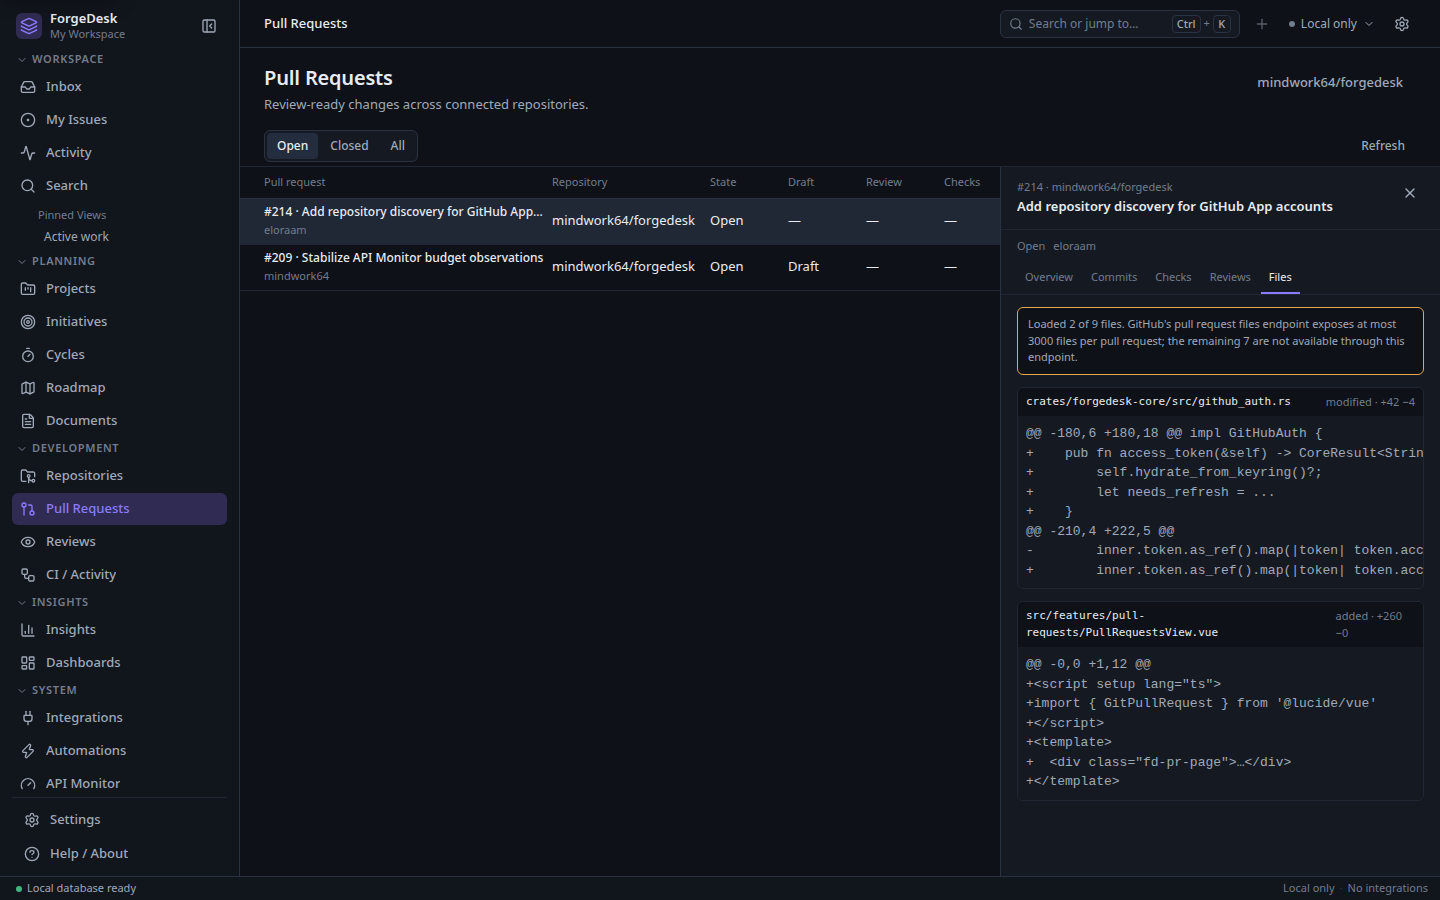 ForgeDesk
My Workspace
WORKSPACE
Inbox
My Issues
Activity
Search
Pinned Views
Active work
PLANNING
Projects
Initiatives
Cycles
Roadmap
Documents
DEVELOPMENT
Repositories
Pull Requests
Reviews
CI / Activity
INSIGHTS
Insights
Dashboards
SYSTEM
Integrations
Automations
API Monitor
Settings
Help / About
Pull Requests
Search or jump to... Ctrl + K
Local only
Pull Requests
Review-ready changes across connected repositories.
mindwork64/forgedesk
Open Closed All
Refresh
Pull request Repository State Draft Review Checks
#214 · Add repository discovery for GitHub App... mindwork64/forgedesk Open — — —
eloraam
#209 · Stabilize API Monitor budget observations mindwork64/forgedesk Open Draft — —
mindwork64
#214 · mindwork64/forgedesk
Add repository discovery for GitHub App accounts
Open eloraam
Overview Commits Checks Reviews Files
Loaded 2 of 9 files. GitHub's pull request files endpoint exposes at most
3000 files per pull request; the remaining 7 are not available through this
endpoint.
crates/forgedesk-core/src/github_auth.rs modified · +42 −4
@@ -180,6 +180,18 @@ impl GitHubAuth {
+    pub fn access_token(&self) -> CoreResult<Strin
+        self.hydrate_from_keyring()?;
+        let needs_refresh = ...
+    }
@@ -210,4 +222,5 @@
-        inner.token.as_ref().map(|token| token.acc
+        inner.token.as_ref().map(|token| token.acc
src/features/pull-
requests/PullRequestsView.vue
added · +260
−0
@@ -0,0 +1,12 @@
+<script setup lang="ts">
+import { GitPullRequest } from '@lucide/vue'
+</script>
+<template>
+  <div class="fd-pr-page">…</div>
+</template>
Local database ready
Local only · No integrations